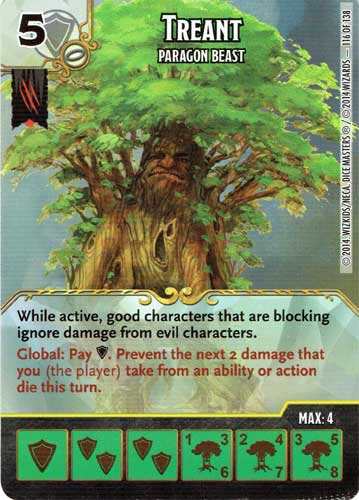 5
TREANT
PARAGON BEAST
© 2014 WIZKIDS/NECA. DICE MASTERS® / © 2014 WIZARDS — 116 OF 138
While active, good characters that are blocking
ignore damage from evil characters.
Global: Pay . Prevent the next 2 damage that
you (the player) take from an ability or action
die this turn.
MAX: 4
1 3
6
2 4
7
3 5
8